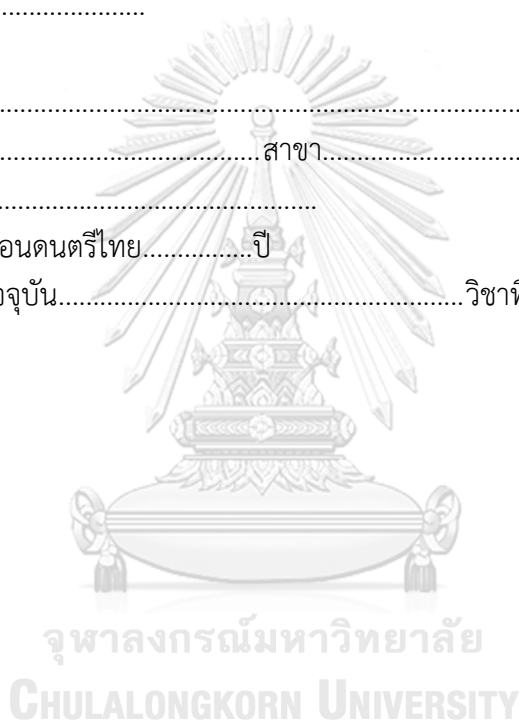 ....................
................................................................................
........................................สาขา..............................
..................................................
อนดนตรีไทย...............ปี
จจุบัน........................................................วิชาที
จุฬาลงกรณ์มหาวิทยาลัย
CHULALONGKORN UNIVERSITY